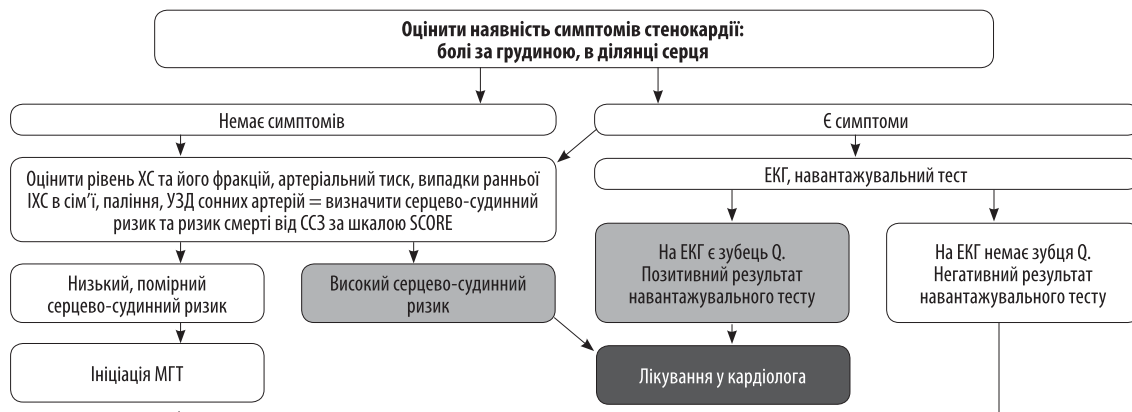 Оцінити наявність симптомів стенокардії:
болі за грудиною, в ділянці серця
Немає симптомів
Є симптоми
Оцінити рівень ХС та його фракцій, артеріальний тиск, випадки ранньої
ІХС в сім’ї, паління, УЗД сонних артерій = визначити серцево-судинний
ризик та ризик смерті від ССЗ за шкалою SCORE
ЕКГ, навантажувальний тест
Низький, помірний
серцево-судинний ризик
Високий серцево-судинний
ризик
На ЕКГ є зубець Q.
Позитивний результат
навантажувального тесту
На ЕКГ немає зубця Q.
Негативний результат
навантажувального тесту
Ініціація МГТ
Лікування у кардіолога